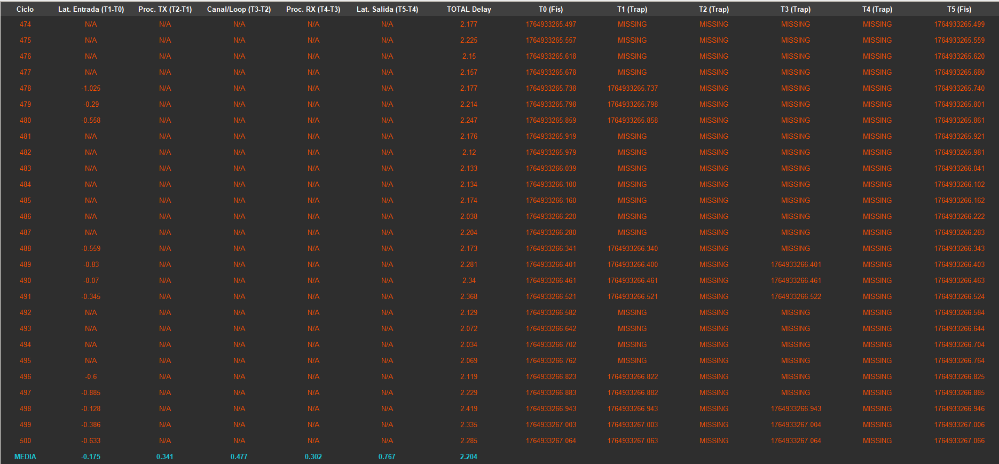 Ciclo Lat. Entrada (T1-T0) Proc. TX (T2-T1) Canal/Loop (T3-T2) Proc. RX (T4-T3) Lat. Salida (T5-T4) TOTAL Delay T0 (Fís) T1 (Trap) T2 (Trap) T3 (Trap) T4 (Trap) T5 (Fis)
474 N/A N/A N/A N/A N/A 2.177 1764933265.497 MISSING MISSING MISSING MISSING 1764933265.499
475 N/A N/A N/A N/A N/A 2.225 1764933265.557 MISSING MISSING MISSING MISSING 1764933265.559
476 N/A N/A N/A N/A N/A 2.15 1764933265.618 MISSING MISSING MISSING MISSING 1764933265.620
477 N/A N/A N/A N/A N/A 2.157 1764933265.678 MISSING MISSING MISSING MISSING 1764933265.680
478 -1.025 N/A N/A N/A N/A 2.177 1764933265.738 1764933265.737 MISSING MISSING MISSING 1764933265.740
479 -0.29 N/A N/A N/A N/A 2.214 1764933265.798 1764933265.798 MISSING MISSING MISSING 1764933265.801
480 -0.558 N/A N/A N/A N/A 2.247 1764933265.859 1764933265.858 MISSING MISSING MISSING 1764933265.861
481 N/A N/A N/A N/A N/A 2.176 1764933265.919 MISSING MISSING MISSING MISSING 1764933265.921
482 N/A N/A N/A N/A N/A 2.12 1764933265.979 MISSING MISSING MISSING MISSING 1764933265.981
483 N/A N/A N/A N/A N/A 2.133 1764933266.039 MISSING MISSING MISSING MISSING 1764933266.041
484 N/A N/A N/A N/A N/A 2.134 1764933266.100 MISSING MISSING MISSING MISSING 1764933266.102
485 N/A N/A N/A N/A N/A 2.174 1764933266.160 MISSING MISSING MISSING MISSING 1764933266.162
486 N/A N/A N/A N/A N/A 2.038 1764933266.220 MISSING MISSING MISSING MISSING 1764933266.222
487 N/A N/A N/A N/A N/A 2.204 1764933266.280 MISSING MISSING MISSING MISSING 1764933266.283
488 -0.559 N/A N/A N/A N/A 2.173 1764933266.341 1764933266.340 MISSING MISSING MISSING 1764933266.343
489 -0.83 N/A N/A N/A N/A 2.281 1764933266.401 1764933266.400 MISSING 1764933266.401 MISSING 1764933266.403
490 -0.07 N/A N/A N/A N/A 2.34 1764933266.461 1764933266.461 MISSING 1764933266.461 MISSING 1764933266.463
491 -0.345 N/A N/A N/A N/A 2.368 1764933266.521 1764933266.521 MISSING 1764933266.522 MISSING 1764933266.524
492 N/A N/A N/A N/A N/A 2.129 1764933266.582 MISSING MISSING MISSING MISSING 1764933266.584
493 N/A N/A N/A N/A N/A 2.072 1764933266.642 MISSING MISSING MISSING MISSING 1764933266.644
494 N/A N/A N/A N/A N/A 2.034 1764933266.702 MISSING MISSING MISSING MISSING 1764933266.704
495 N/A N/A N/A N/A N/A 2.069 1764933266.762 MISSING MISSING MISSING MISSING 1764933266.764
496 -0.6 N/A N/A N/A N/A 2.119 1764933266.823 1764933266.822 MISSING MISSING MISSING 1764933266.825
497 -0.885 N/A N/A N/A N/A 2.229 1764933266.883 1764933266.882 MISSING MISSING MISSING 1764933266.885
498 -0.128 N/A N/A N/A N/A 2.419 1764933266.943 1764933266.943 MISSING 1764933266.943 MISSING 1764933266.946
499 -0.386 N/A N/A N/A N/A 2.335 1764933267.003 1764933267.003 MISSING 1764933267.004 MISSING 1764933267.006
500 -0.633 N/A N/A N/A N/A 2.285 1764933267.064 1764933267.063 MISSING 1764933267.064 MISSING 1764933267.066
MEDIA -0.175 0.341 0.477 0.302 0.767 2.204